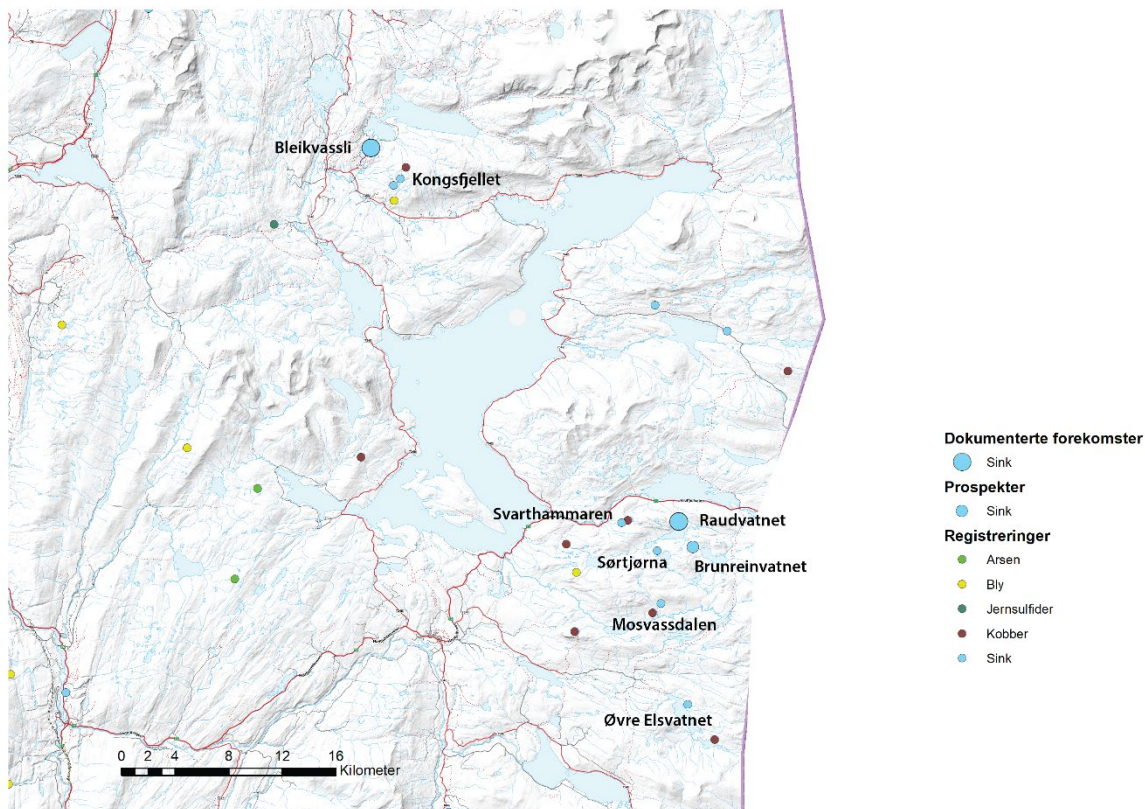 Bleikvassli
Kongsfjellet
Svarthammaren
Raudvatnet
Sørtjørna
Brunreinvatnet
Mosvassdalen
Øvre Elsvatnet
0 2 4 8 12 16
Kilometer
Dokumenterte forekomster
Sink
Prospekter
Sink
Registreringer
Arsen
Bly
Jernsulfider
Kobber
Sink